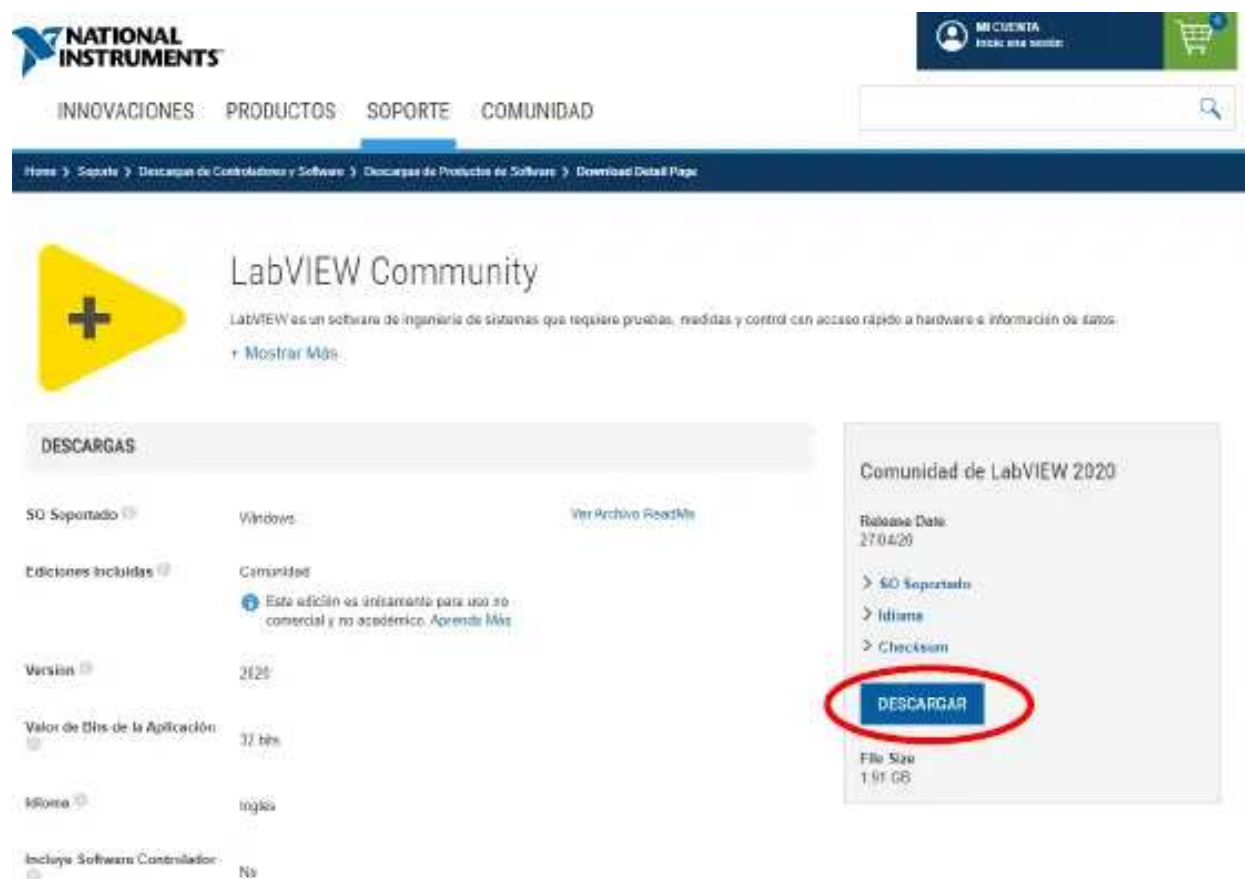 NATIONAL
INSTRUMENTS
MI CUENTA
Inicie una sesión
INNOVACIONES PRODUCTOS SOPORTE COMUNIDAD
Home > Soporte > Descargas de Controladores y Software > Descargas de Productos de Software > Download Detail Page
LabVIEW Community
LabVIEW es un software de ingeniería de sistemas que requiere pruebas, medidas y control con acceso rápido a hardware e información de datos.
+ Mostrar Más
DESCARGAS
SO Soportado Windows Ver Archivo ReadMe
Ediciones Incluidas Comunidad
Esta edición es únicamente para uso no
comercial y no académico. Aprenda Más
Version 2020
Valor de Bits de la Aplicación 32 bits
Idioma Inglés
Incluye Software Controlador No
Comunidad de LabVIEW 2020
Release Date
27/04/20
> SO Soportado
> Idioma
> Checksum
DESCARGAR
File Size
1.91 GB